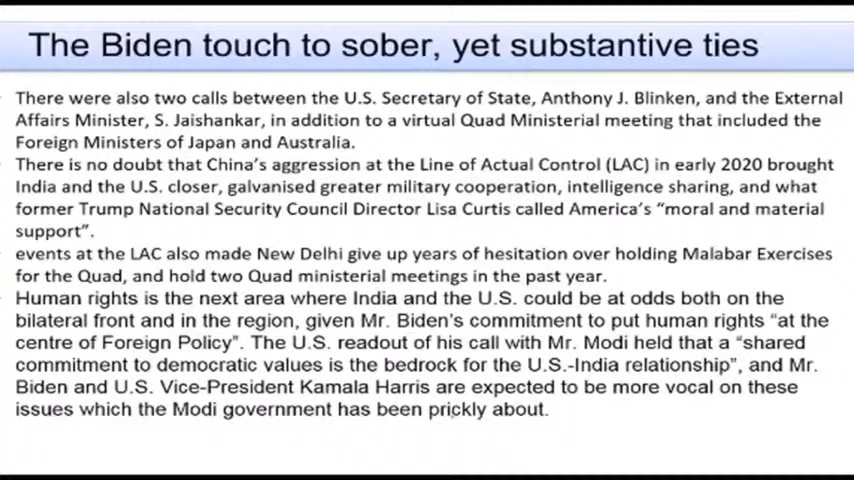 The Biden touch to sober, yet substantive ties
There were also two calls between the U.S. Secretary of State, Anthony J. Blinken, and the External
Affairs Minister, S. Jaishankar, in addition to a virtual Quad Ministerial meeting that included the
Foreign Ministers of Japan and Australia.
There is no doubt that China's aggression at the Line of Actual Control (LAC) in early 2020 brought
India and the U.S. closer, galvanised greater military cooperation, intelligence sharing, and what
former Trump National Security Council Director Lisa Curtis called America's “moral and material
support”.
events at the LAC also made New Delhi give up years of hesitation over holding Malabar Exercises
for the Quad, and hold two Quad ministerial meetings in the past year.
Human rights is the next area where India and the U.S. could be at odds both on the
bilateral front and in the region, given Mr. Biden's commitment to put human rights “at the
centre of Foreign Policy”. The U.S. readout of his call with Mr. Modi held that a “shared
commitment to democratic values is the bedrock for the U.S.-India relationship”, and Mr.
Biden and U.S. Vice-President Kamala Harris are expected to be more vocal on these
issues which the Modi government has been prickly about.